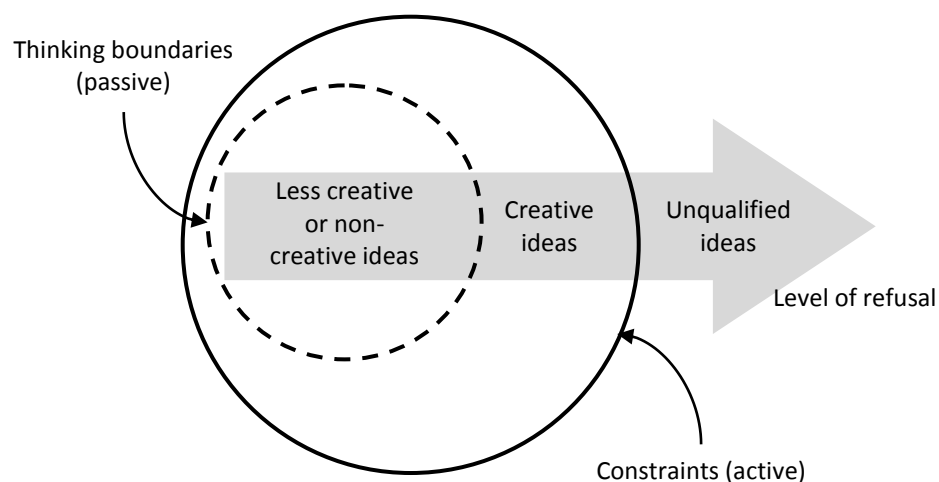 Thinking boundaries
(passive)
Less creative
or non-
creative ideas
Creative
ideas
Unqualified
ideas
Level of refusal
Constraints (active)